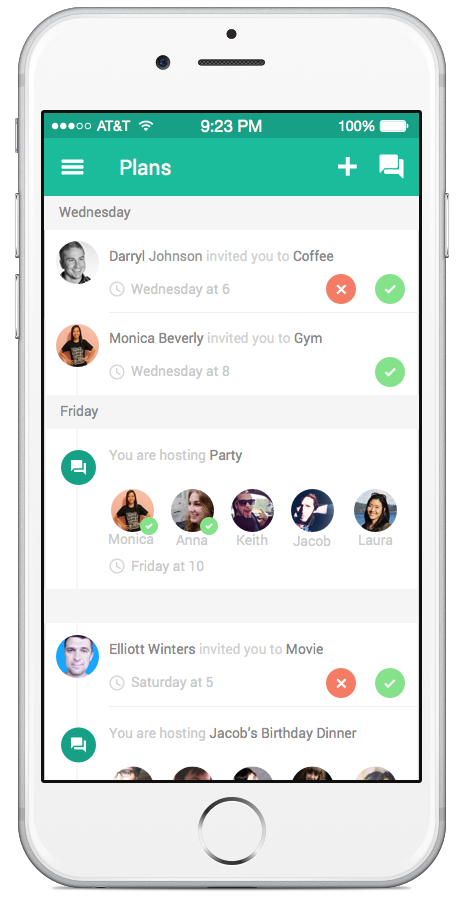 AT&T 9:23 PM 100%
Plans
Wednesday
Darryl Johnson invited you to Coffee
Wednesday at 6
Monica Beverly invited you to Gym
Wednesday at 8
Friday
You are hosting Party
Monica Anna Keith Jacob Laura
Friday at 10
Elliott Winters invited you to Movie
Saturday at 5
You are hosting Jacob's Birthday Dinner